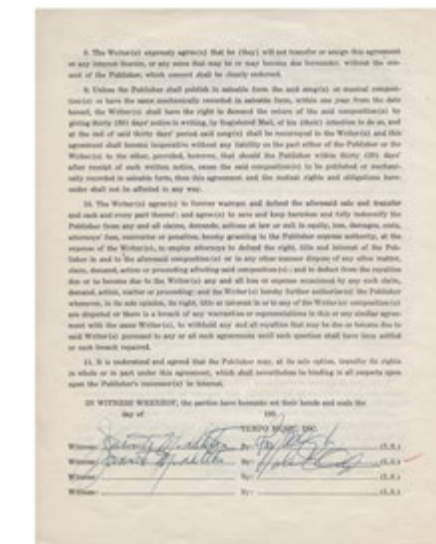 8. The Writer(s) expressly agree(s) that he (they) will not transfer or assign this agreement
or any interest therein, or any sums that may be or may become due hereunder, without the con-
sent of the Publisher, which consent shall be clearly endorsed.
9. Unless the Publisher shall publish in saleable form the said song(s) or musical composi-
tion(s) or have the same mechanically recorded in saleable form, within one year from the date
hereof, the Writer(s) shall have the right to demand the return of the said composition(s) by
giving thirty (30) days' notice in writing, by Registered Mail, of his (their) intention to do so, and
at the end of said thirty days' period said song(s) shall be reconveyed to the Writer(s) and this
agreement shall become inoperative without any liability on the part either of the Publisher or the
Writer(s) to the other, provided, however, that should the Publisher within thirty (30) days'
after receipt of such written notice, cause the said composition(s) to be published or mechani-
cally recorded in saleable form, then this agreement and the mutual rights and obligations here-
under shall not be affected in any way.
10. The Writer(s) agree(s) to forever warrant and defend the aforesaid sale and transfer
and each and every part thereof; and agree(s) to save and keep harmless and fully indemnify the
Publisher from any and all claims, demands, actions at law or suit in equity, loss, damages, costs,
attorneys' fees, recoveries or penalties, hereby granting to the Publisher express authority, at the
expense of the Writer(s), to employ attorneys to defend the right, title and interest of the Pub-
lisher in and to the aforesaid composition(s) or in any other manner dispose of any other matter,
claim, demand, action or proceeding affecting said composition(s); and to deduct from the royalties
due or to become due to the Writer(s) any and all loss or expense occasioned by any such claim,
demand, action, matter or proceeding; and the Writer(s) hereby further authorize(s) the Publisher
whenever, in its sole opinion, its right, title or interest in or to any of the Writer(s) composition(s)
are disputed or there is a breach of any warranties or representations in this or any similar agree-
ment with the same Writer(s), to withhold any and all royalties that may be due or become due to
said Writer(s) pursuant to any or all such agreements until such question shall have been settled
or such breach repaired.
11. It is understood and agreed that the Publisher may, at its sole option, transfer its rights
in whole or in part under this agreement, which shall nevertheless be binding in all respects upon
upon the Publisher's successor(s) in interest.
IN WITNESS WHEREOF, the parties have hereunto set their hands and seals the
day of 195
TEMPO MUSIC, INC.
Witness: By: (L.S.)
Witness: By: (L.S.)
Witness: By: (L.S.)
Witness: By: (L.S.)